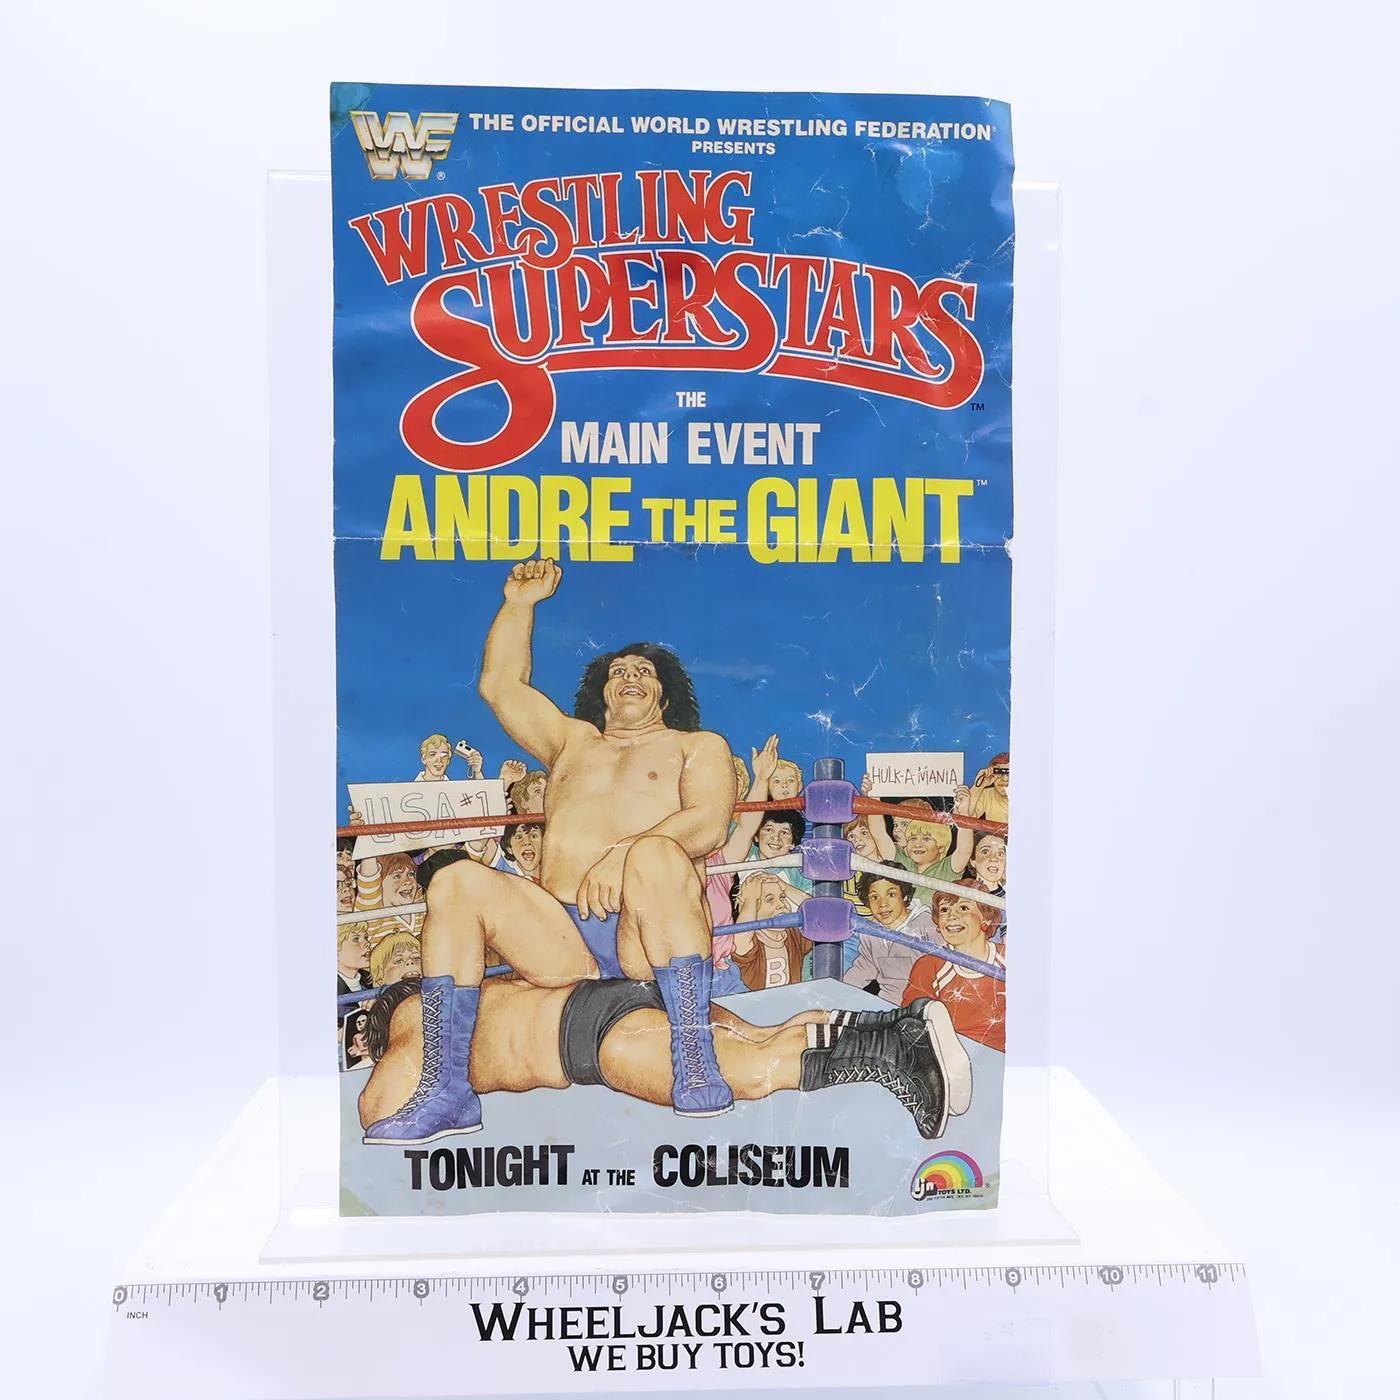 WF ® THE OFFICIAL WORLD WRESTLING FEDERATION®
PRESENTS
WRESTLING
SUPERSTARS
TM
THE
MAIN EVENT
ANDRE THE GIANT TM
HULK-A-MANIA
USA #1
B
TONIGHT AT THE COLISEUM
ljn ®
TOYS LTD.
0 1 2 3 4 5 6 7 8 9 10 11
INCH
WHEELJACK'S LAB
WE BUY TOYS!